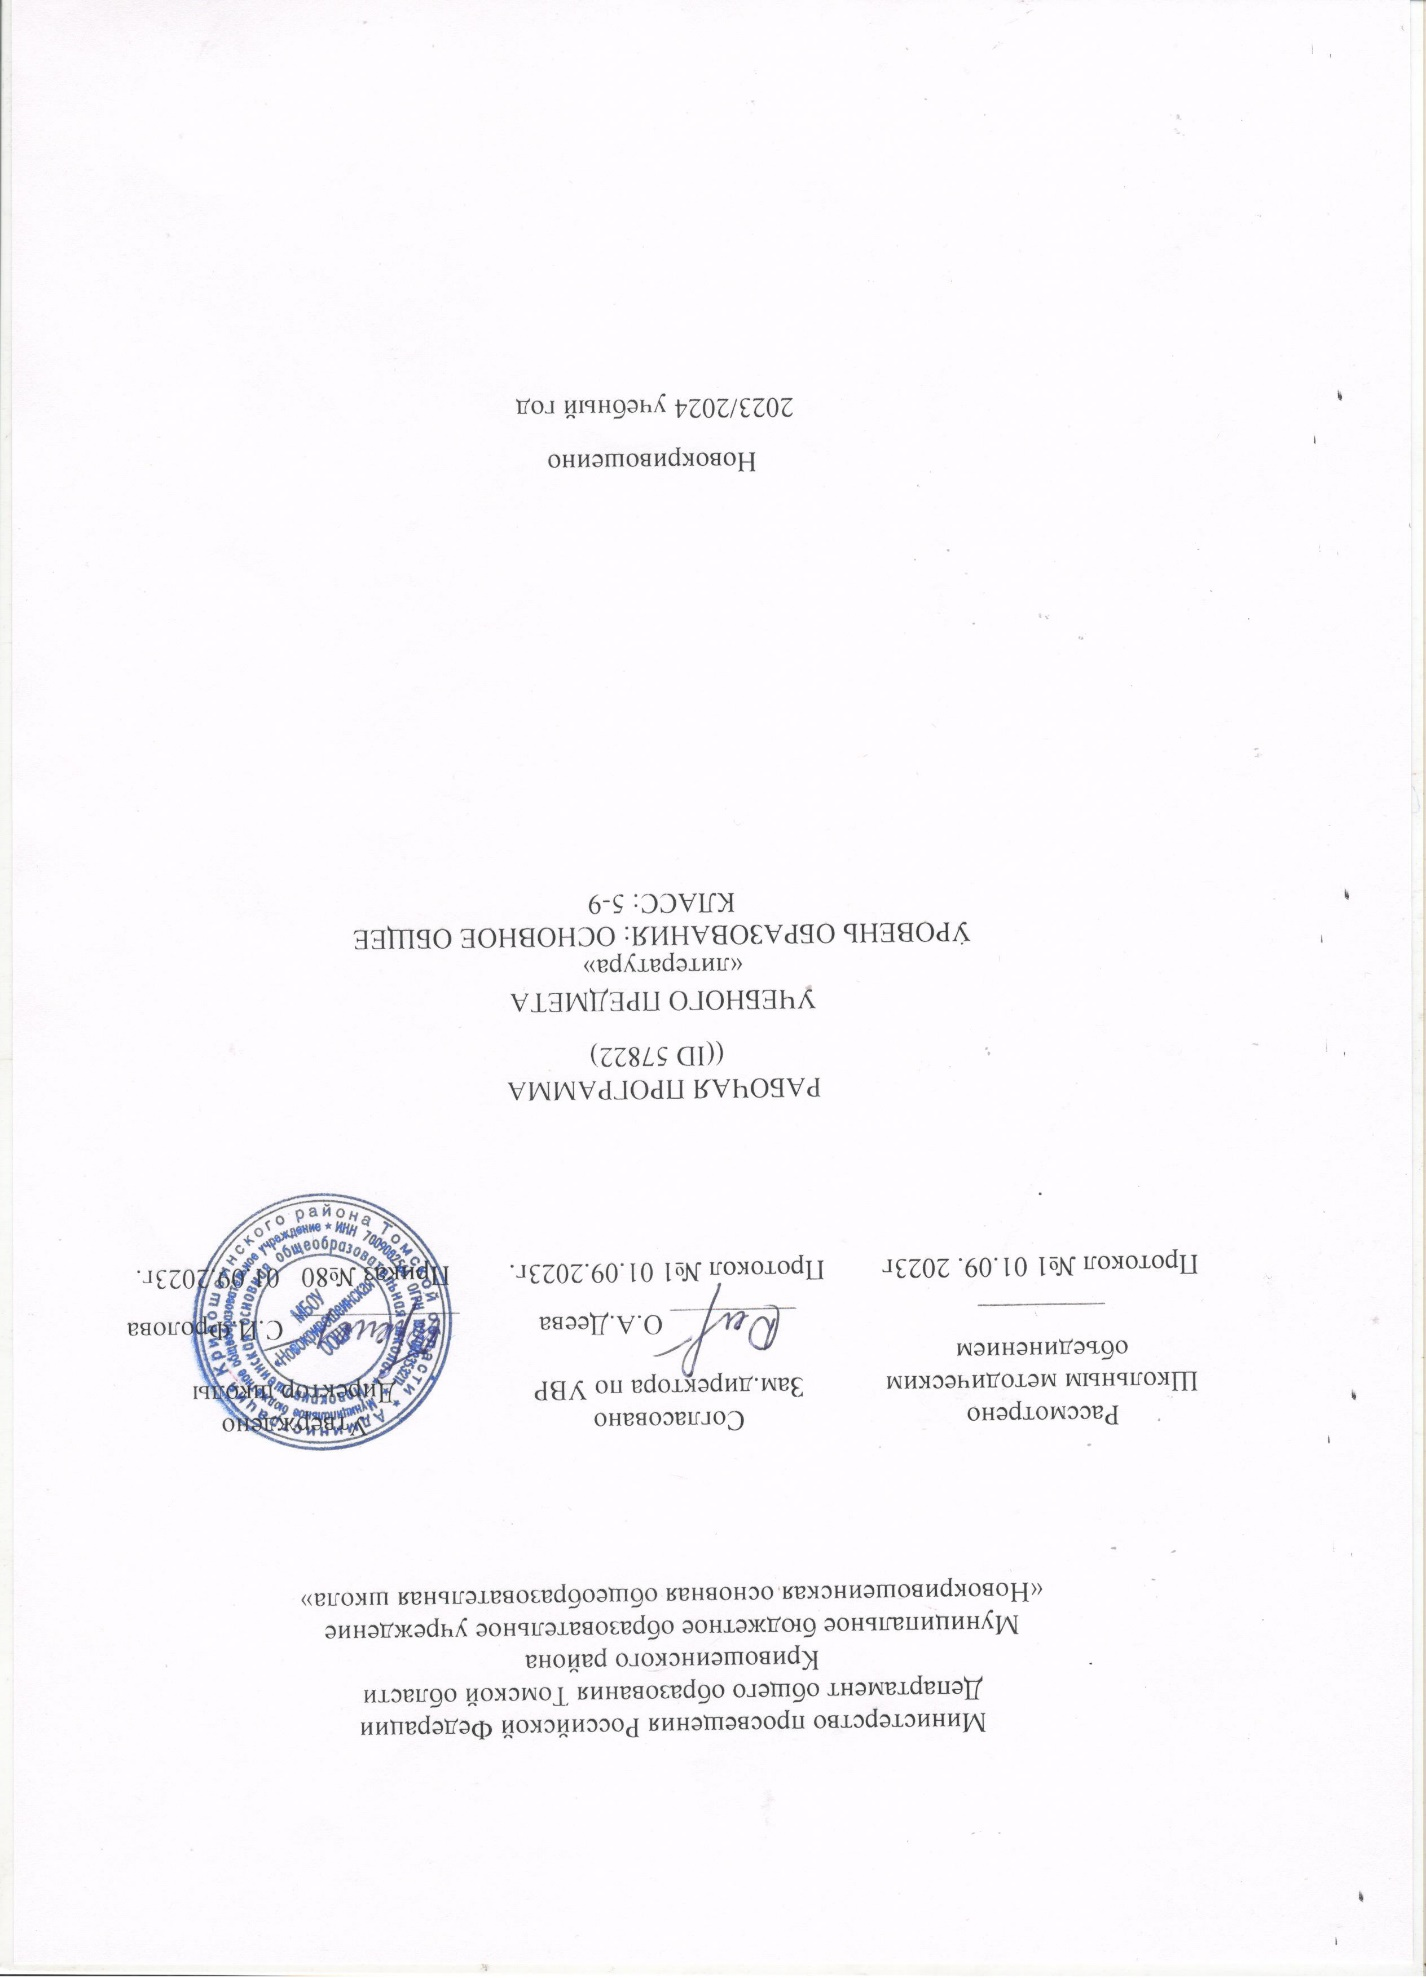 Министерство просвещения Российской Федерации
Департамент общего образования Томской области
Кривошеинского района
Муниципальное бюджетное образовательное учреждение
«Новокривошеинская основная общеобразовательная школа»
Рассмотрено
Школьным методическим
объединением
Протокол №1 01.09. 2023г
Согласовано
Зам.директора по УВР
О.А.Деева
Протокол №1 01.09.2023г.
Утверждено
Директор школы
С.И.Фролова
Приказ №80 01.09.2023г.
МБОУ
«Новокривошеинская
ООШ»
РАБОЧАЯ ПРОГРАММА
((ID 57822)
УЧЕБНОГО ПРЕДМЕТА
«литература»
УРОВЕНЬ ОБРАЗОВАНИЯ: ОСНОВНОЕ ОБЩЕЕ
КЛАСС: 5-9
Новокривошеино
2023/2024 учебный год